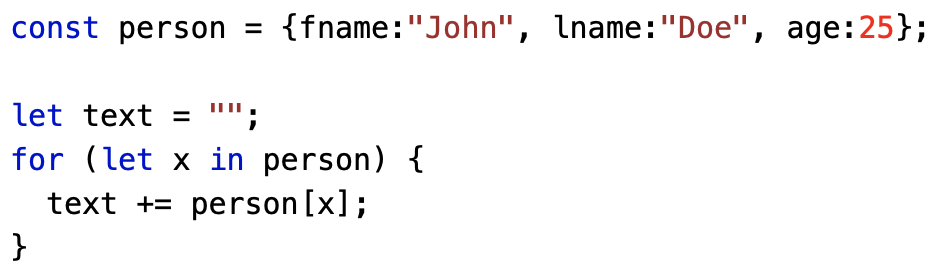 const person = {fname:"John", lname:"Doe", age:25};
let text = "";
for (let x in person) {
  text += person[x];
}